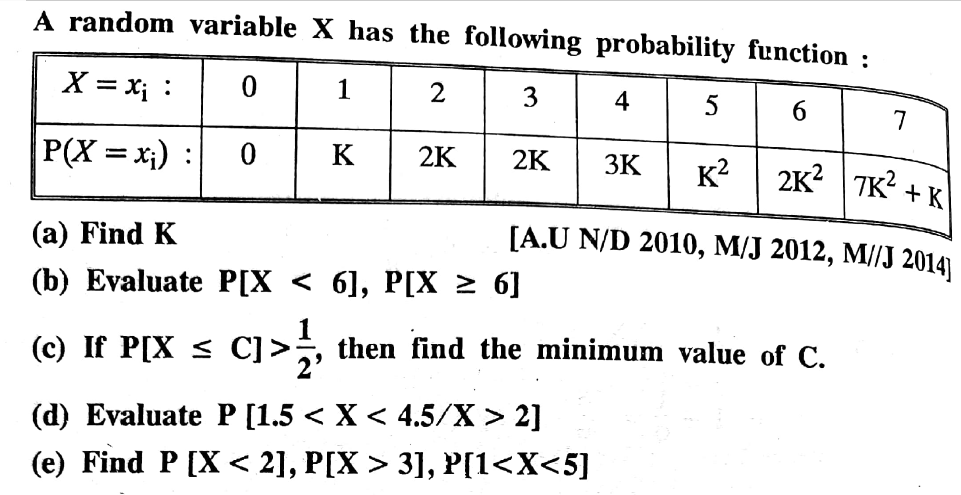 A random variable X has the following probability function :
X = xᵢ : 0 1 2 3 4 5 6 7
P(X = xᵢ) : 0 K 2K 2K 3K K² 2K² 7K² + K
(a) Find K [A.U N/D 2010, M/J 2012, M//J 2014]
(b) Evaluate P[X < 6], P[X ≥ 6]
(c) If P[X ≤ C] > 1/2, then find the minimum value of C.
(d) Evaluate P [1.5 < X < 4.5/X > 2]
(e) Find P [X < 2], P[X > 3], P[1<X<5]